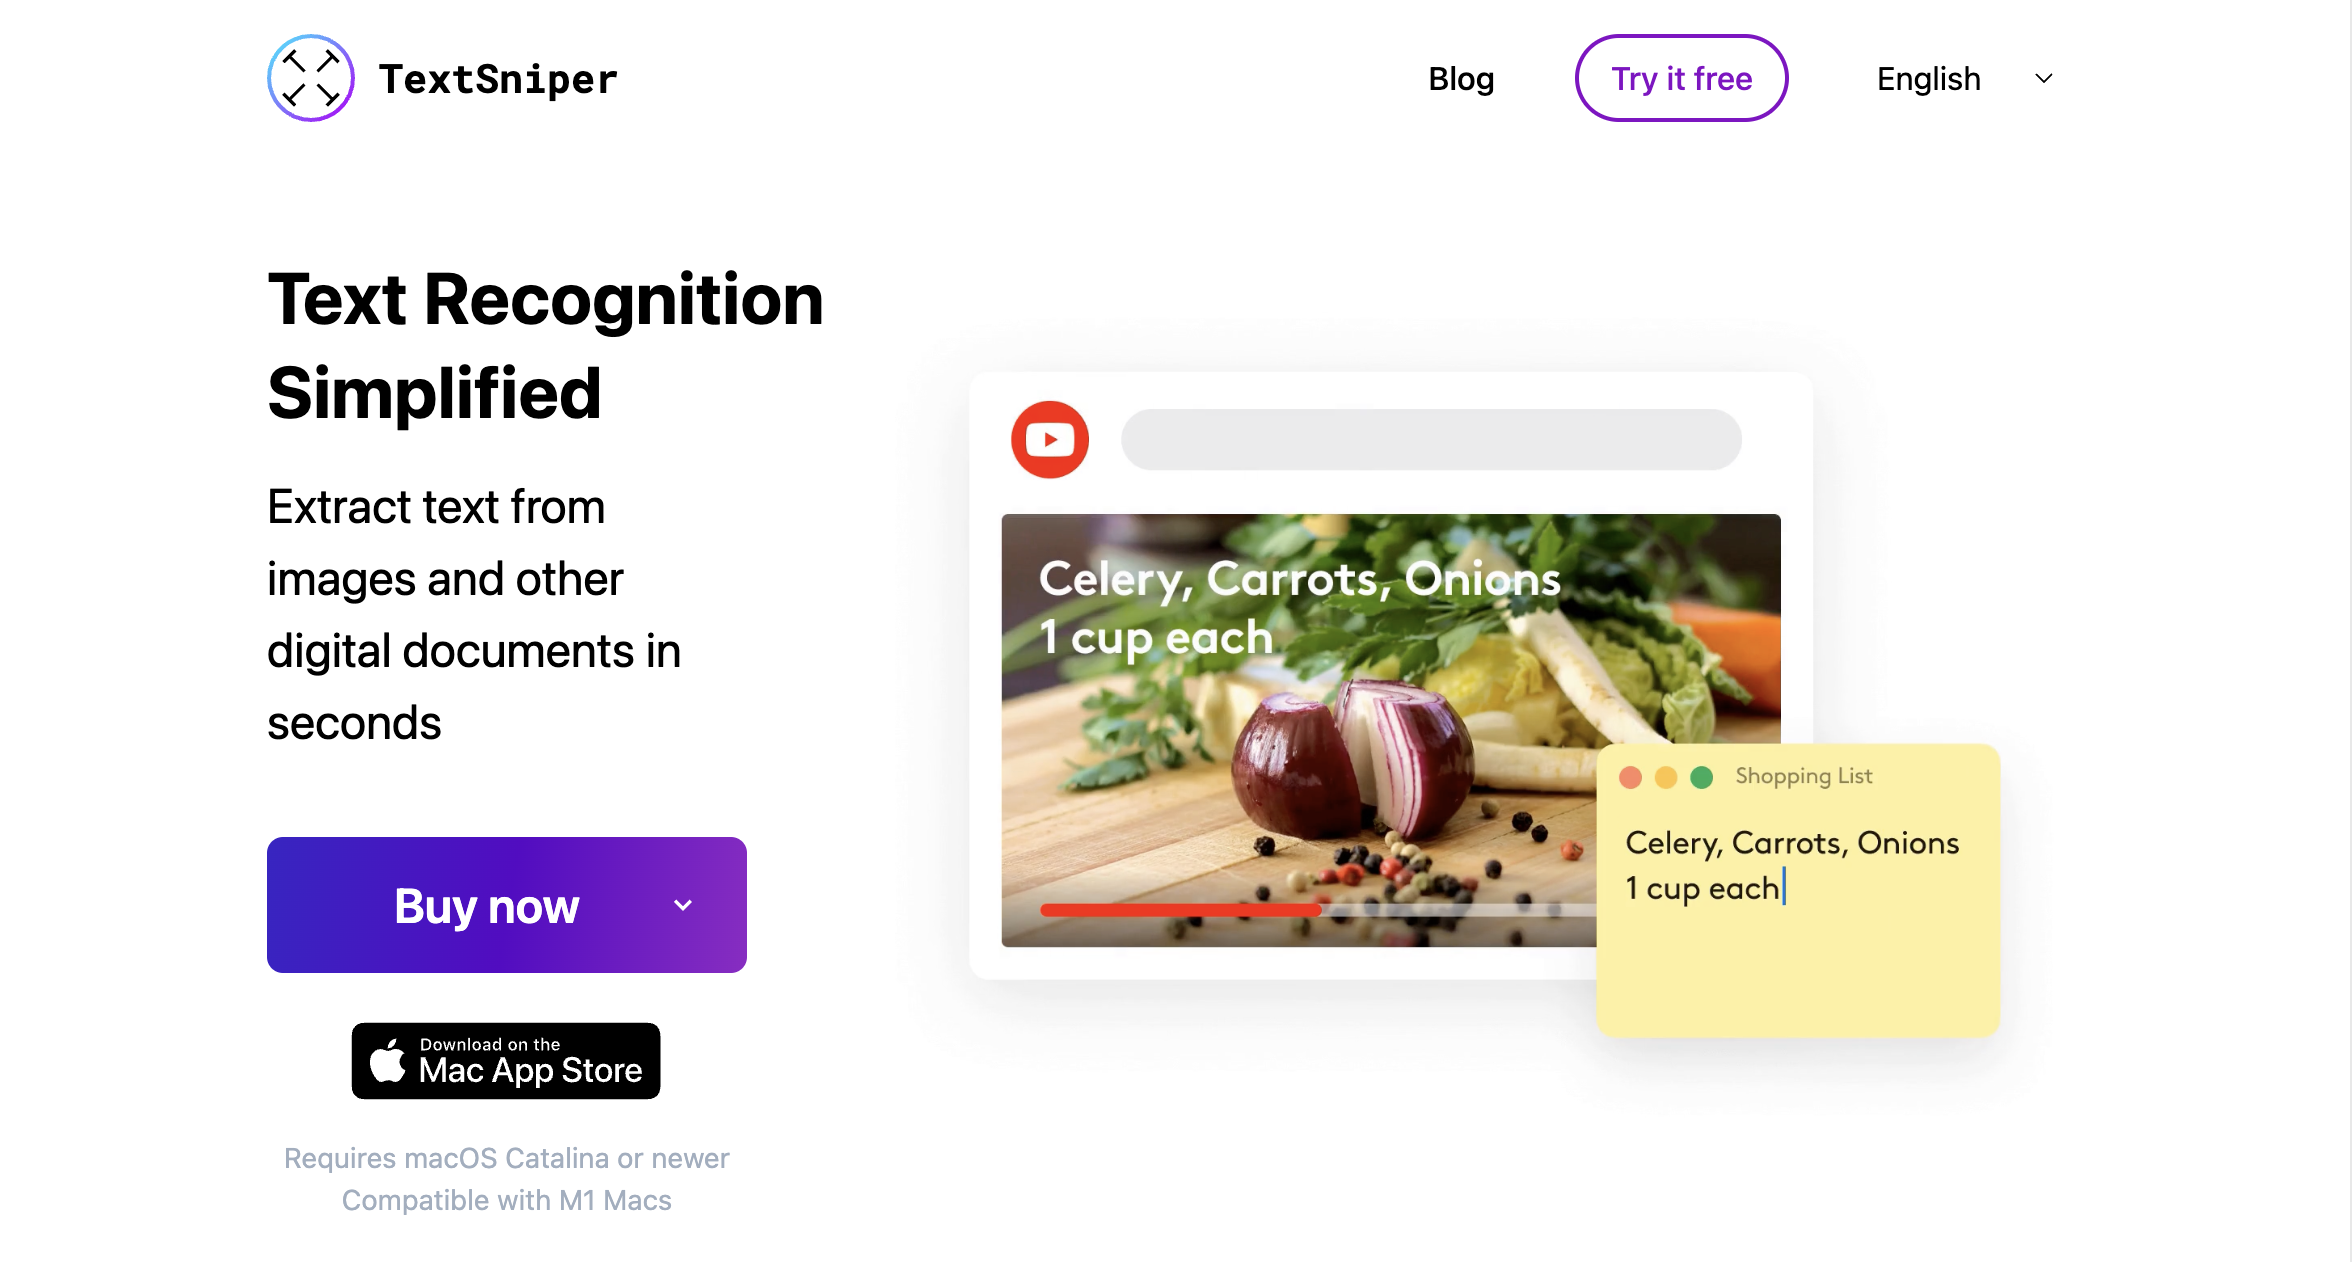 TextSniper
Blog
Try it free
English
Text Recognition
Simplified
Extract text from
images and other
digital documents in
seconds
Buy now
Download on the
Mac App Store
Requires macOS Catalina or newer
Compatible with M1 Macs
Celery, Carrots, Onions
1 cup each
Shopping List
Celery, Carrots, Onions
1 cup each